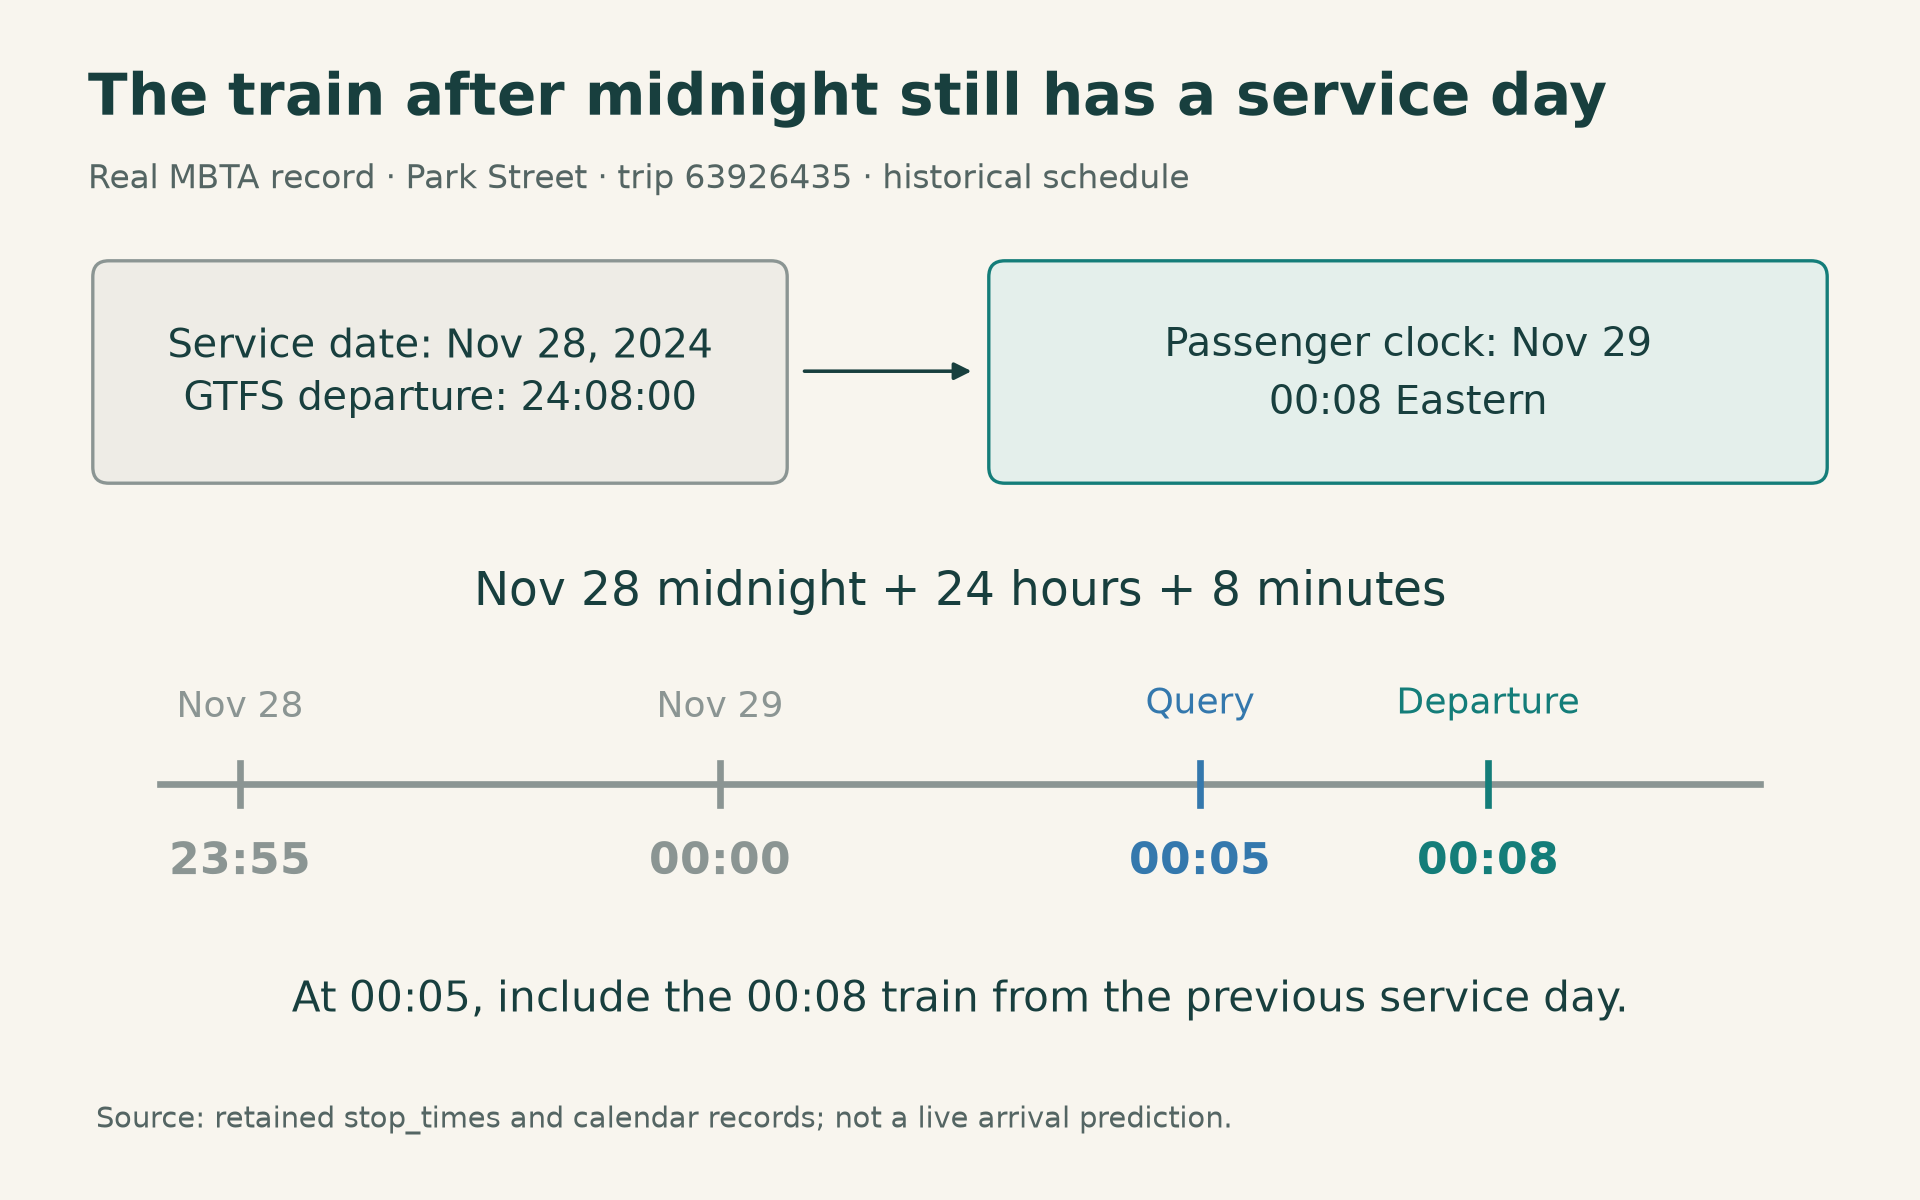 The train after midnight still has a service day
Real MBTA record · Park Street · trip 63926435 · historical schedule
Service date: Nov 28, 2024
GTFS departure: 24:08:00
Passenger clock: Nov 29
00:08 Eastern
Nov 28 midnight + 24 hours + 8 minutes
Nov 28
Nov 29
Query
Departure
23:55
00:00
00:05
00:08
At 00:05, include the 00:08 train from the previous service day.
Source: retained stop_times and calendar records; not a live arrival prediction.